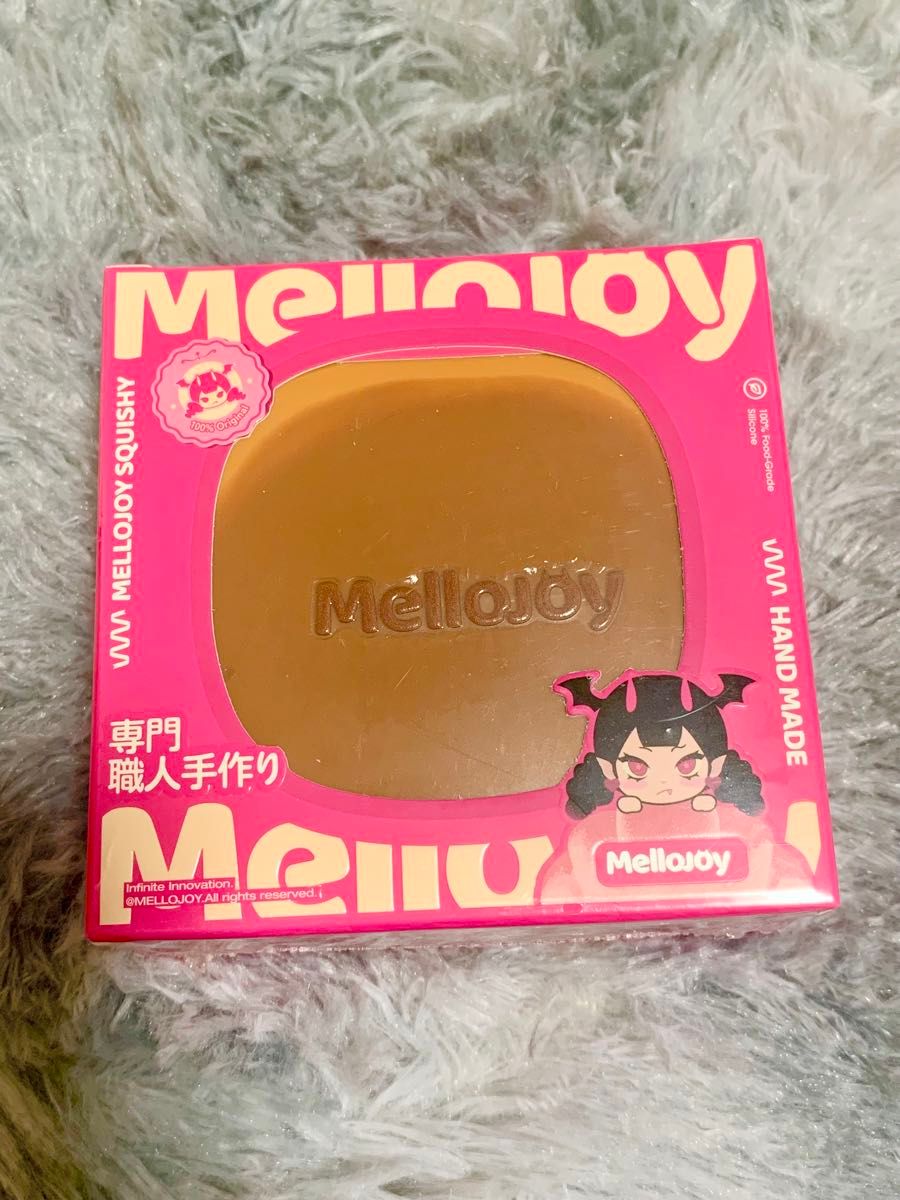 Mellojoy
100% Original
MELLOJOY SQUISHY
100% Food-Grade
Silicone
HAND MADE
Mellojoy
専門
職人手作り
Mellojoy
Infinite Innovation.
@MELLOJOY.All rights reserved.